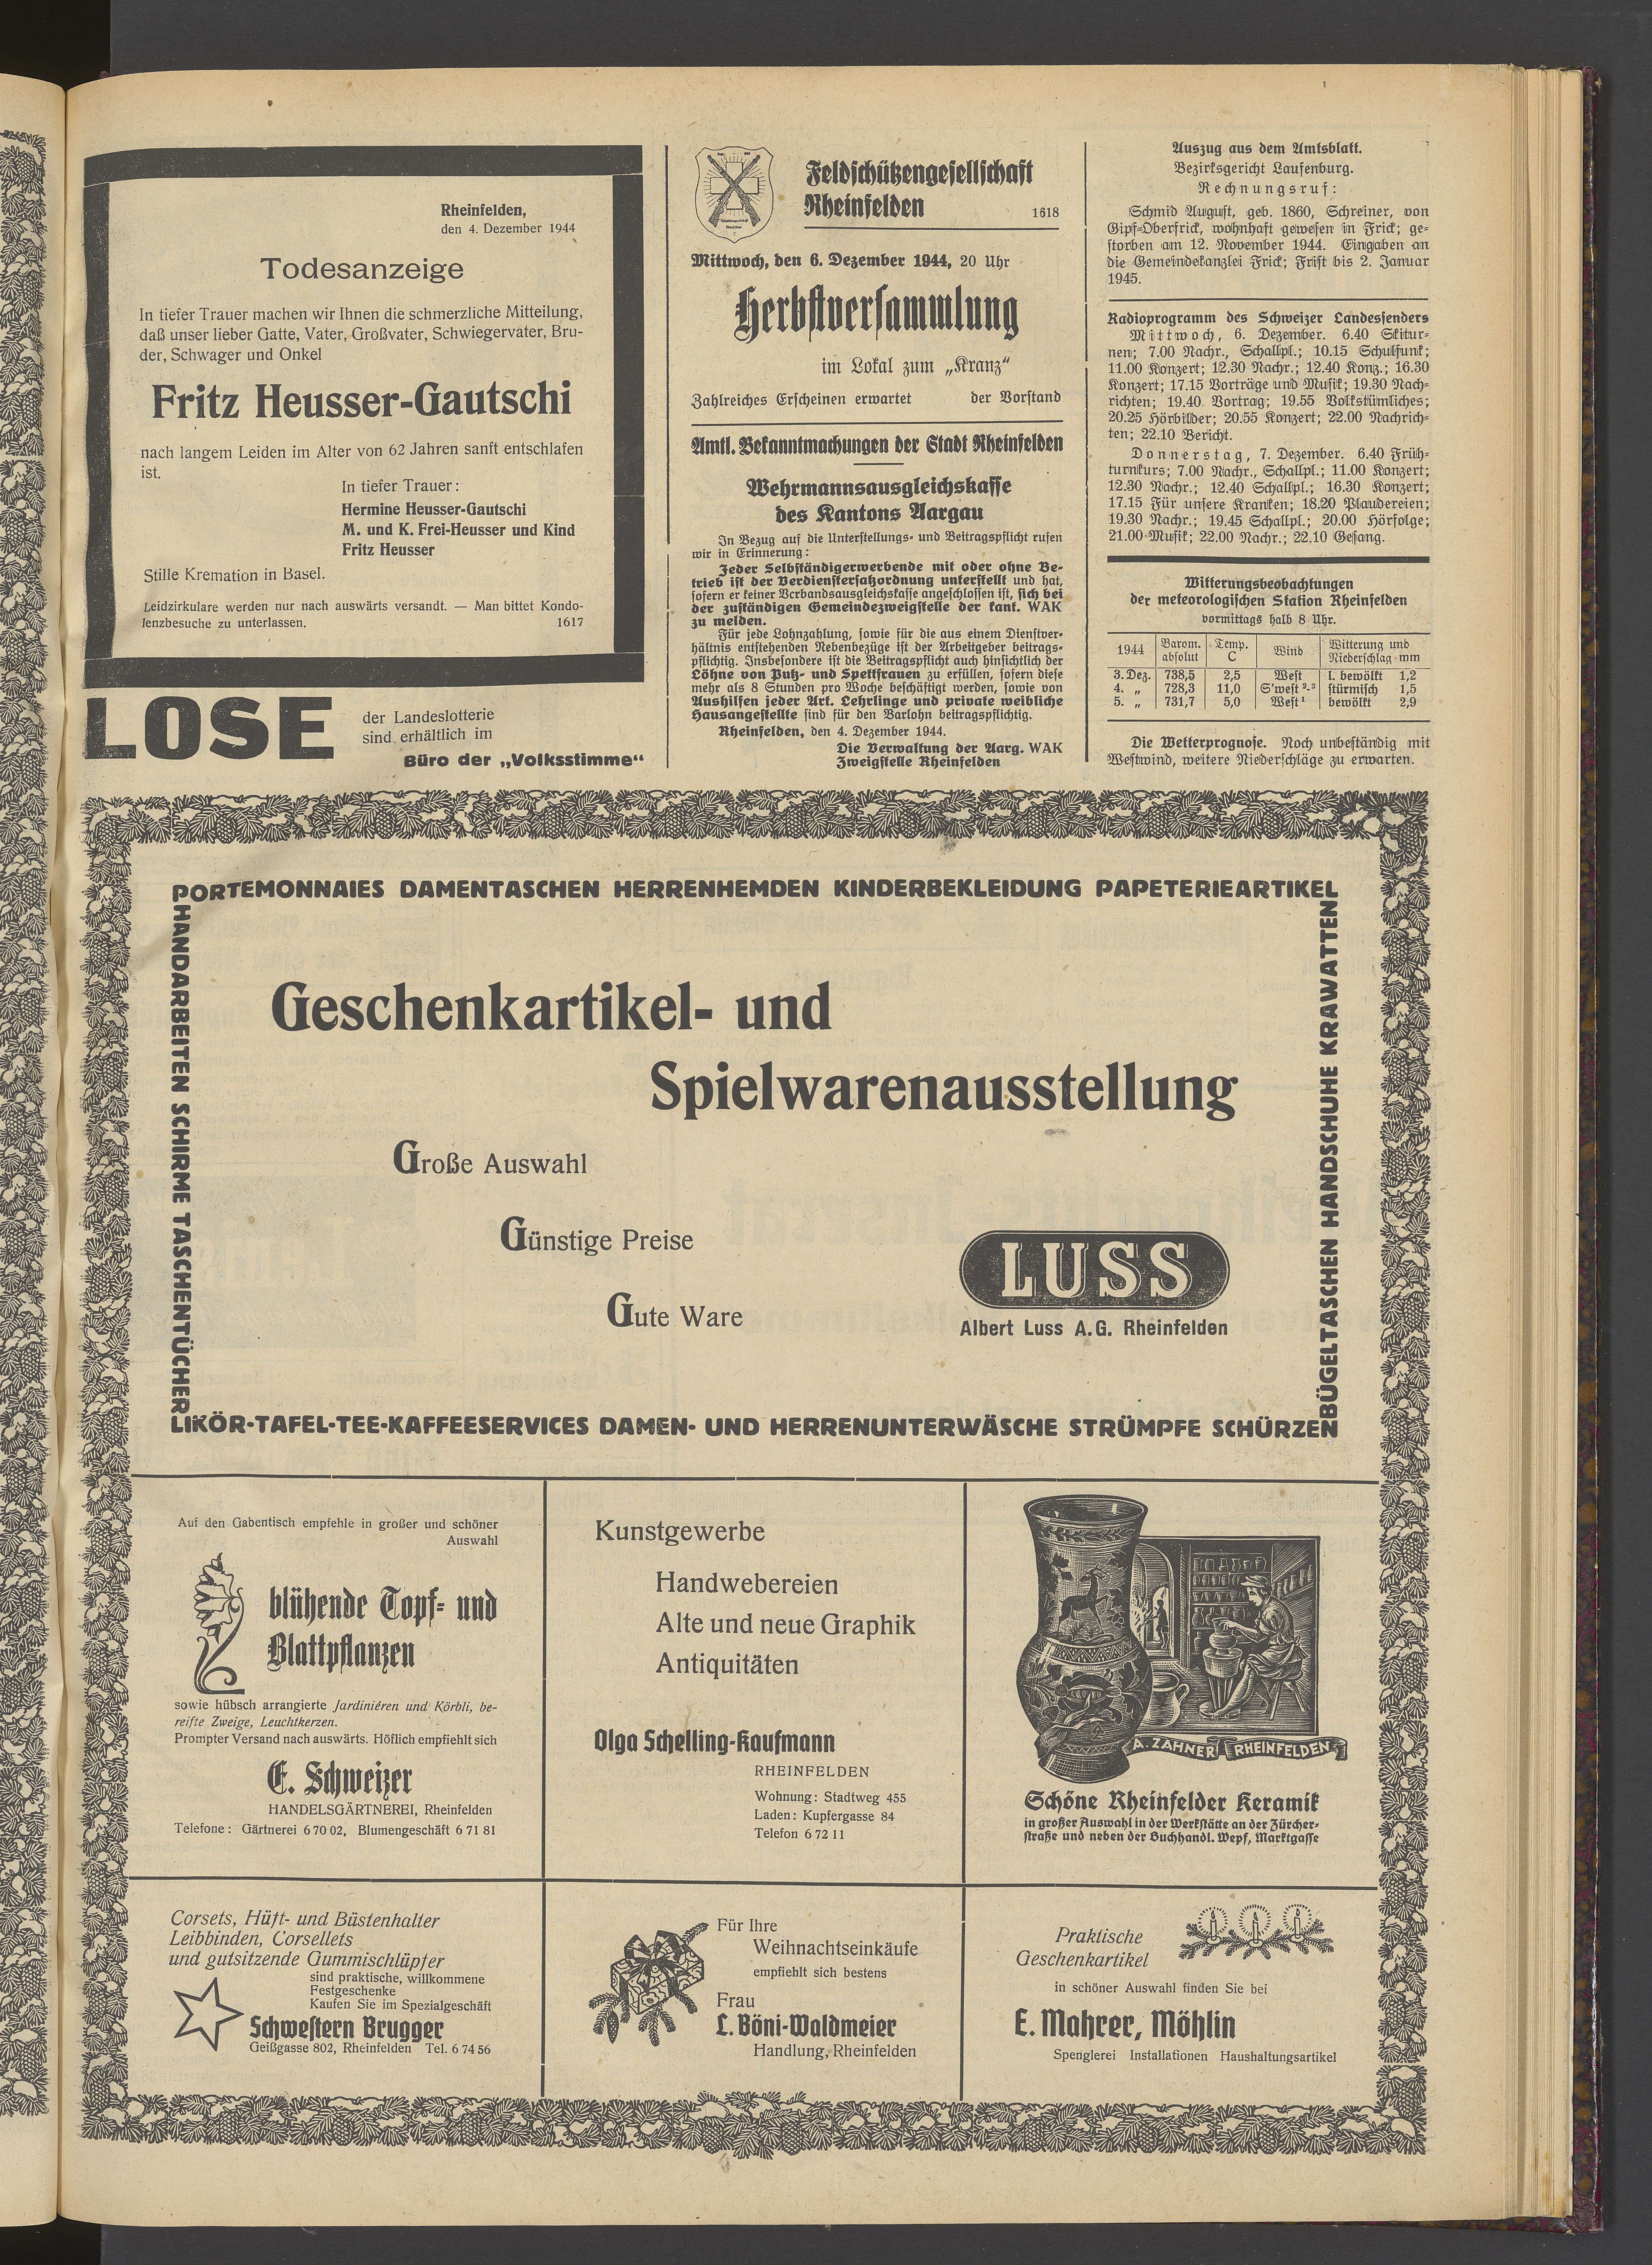 Rheinfelden,
den 4. Dezember 1944
Todesanzeige
In tiefer Trauer machen wir Ihnen die schmerzliche Mitteilung,
daß unser lieber Gatte, Vater, Großvater, Schwiegervater, Bru-
der, Schwager und Onkel
Fritz Heusser-Gautschi
nach langem Leiden im Alter von 62 Jahren sanft entschlafen
ist.
In tiefer Trauer:
Hermine Heusser-Gautschi
M. und K. Frei-Heusser und Kind
Fritz Heusser
Stille Kremation in Basel.
Leidzirkulare werden nur nach auswärts versandt. — Man bittet Kondo-
lenzbesuche zu unterlassen. 1617
LOSE
der Landeslotterie
sind erhältlich im
Büro der „Volksstimme“
Feldschützengesellschaft
Rheinfelden 1618
Mittwoch, den 6. Dezember 1944, 20 Uhr
Herbstversammlung
im Lokal zum „Kranz“
Zahlreiches Erscheinen erwartet der Vorstand
Amtl. Bekanntmachungen der Stadt Rheinfelden
Wehrmannsausgleichskasse
des Kantons Aargau
In Bezug auf die Unterstellungs- und Beitragspflicht rufen
wir in Erinnerung:
Jeder Selbständigerwerbende mit oder ohne Be-
trieb ist der Verdienstersatzordnung unterstellt und hat,
sofern er keiner Verbandsausgleichskasse angeschlossen ist, sich bei
der zuständigen Gemeindezweigstelle der kant. WAK
zu melden.
Für jede Lohnzahlung, sowie für die aus einem Dienstver-
hältnis entstehenden Nebenbezüge ist der Arbeitgeber beitrags-
pflichtig. Insbesondere ist die Beitragspflicht auch hinsichtlich der
Löhne von Putz- und Spettfrauen zu erfüllen, sofern diese
mehr als 8 Stunden pro Woche beschäftigt werden, sowie von
Aushilfen jeder Art. Lehrlinge und private weibliche
Hausangestellte sind für den Barlohn beitragspflichtig.
Rheinfelden, den 4. Dezember 1944.
Die Verwaltung der Aarg. WAK
Zweigstelle Rheinfelden
Auszug aus dem Amtsblatt.
Bezirksgericht Laufenburg.
Rechnungsruf:
Schmid August, geb. 1860, Schreiner, von
Gipf-Oberfrick, wohnhaft gewesen in Frick; ge-
storben am 12. November 1944. Eingaben an
die Gemeindekanzlei Frick; Frist bis 2. Januar
1945.
Radioprogramm des Schweizer Landessenders
Mittwoch, 6. Dezember. 6.40 Skitur-
nen; 7.00 Nachr., Schallpl.; 10.15 Schulfunk;
11.00 Konzert; 12.30 Nachr.; 12.40 Konz.; 16.30
Konzert; 17.15 Vorträge und Musik; 19.30 Nach-
richten; 19.40 Vortrag; 19.55 Volkstümliches;
20.25 Hörbilder; 20.55 Konzert; 22.00 Nachrich-
ten; 22.10 Bericht.
Donnerstag, 7. Dezember. 6.40 Früh-
turnkurs; 7.00 Nachr., Schallpl.; 11.00 Konzert;
12.30 Nachr.; 12.40 Schallpl.; 16.30 Konzert;
17.15 Für unsere Kranken; 18.20 Plaudereien;
19.30 Nachr.; 19.45 Schallpl.; 20.00 Hörfolge;
21.00 Musik; 22.00 Nachr.; 22.10 Gesang.
Witterungsbeobachtungen
der meteorologischen Station Rheinfelden
vormittags halb 8 Uhr.
1944 Barom. absolut Temp. C Wind Witterung und Niederschlag mm
3. Dez. 738,5 2,5 West l. bewölkt 1,2
4. „ 728,3 11,0 S'west 2-3 stürmisch 1,5
5. „ 731,7 5,0 West 1 bewölkt 2,9
Die Wetterprognose. Noch unbeständig mit
Westwind, weitere Niederschläge zu erwarten.
PORTEMONNAIES DAMENTASCHEN HERRENHEMDEN KINDERBEKLEIDUNG PAPETERIEARTIKEL
HANDARBEITEN SCHIRME TASCHENTÜCHER
BÜGELTASCHEN HANDSCHUHE KRAWATTEN
Geschenkartikel- und
Spielwarenausstellung
Große Auswahl
Günstige Preise
Gute Ware
LUSS
Albert Luss A.G. Rheinfelden
LIKÖR-TAFEL-TEE-KAFFEESERVICES DAMEN- UND HERRENUNTERWÄSCHE STRÜMPFE SCHÜRZEN
Auf den Gabentisch empfehle in großer und schöner
Auswahl
blühende Topf- und
Blattpflanzen
sowie hübsch arrangierte Jardiniéren und Körbli, be-
reifte Zweige, Leuchtkerzen.
Prompter Versand nach auswärts. Höflich empfiehlt sich
E. Schweizer
HANDELSGÄRTNEREI, Rheinfelden
Telefone: Gärtnerei 6 70 02, Blumengeschäft 6 71 81
Kunstgewerbe
Handwebereien
Alte und neue Graphik
Antiquitäten
Olga Schelling-Kaufmann
RHEINFELDEN
Wohnung: Stadtweg 455
Laden: Kupfergasse 84
Telefon 6 72 11
A. ZAHNER RHEINFELDEN
Schöne Rheinfelder Keramik
in großer Auswahl in der Werkstätte an der Zürcher-
straße und neben der Buchhandl. Wepf, Marktgasse
Corsets, Hüft- und Büstenhalter
Leibbinden, Corsellets
und gutsitzende Gummischlüpfer
sind praktische, willkommene
Festgeschenke
Kaufen Sie im Spezialgeschäft
Schwestern Brugger
Geißgasse 802, Rheinfelden Tel. 6 74 56
Für Ihre
Weihnachtseinkäufe
empfiehlt sich bestens
Frau
L. Böni-Waldmeier
Handlung, Rheinfelden
Praktische
Geschenkartikel
in schöner Auswahl finden Sie bei
E. Mahrer, Möhlin
Spenglerei Installationen Haushaltungsartikel